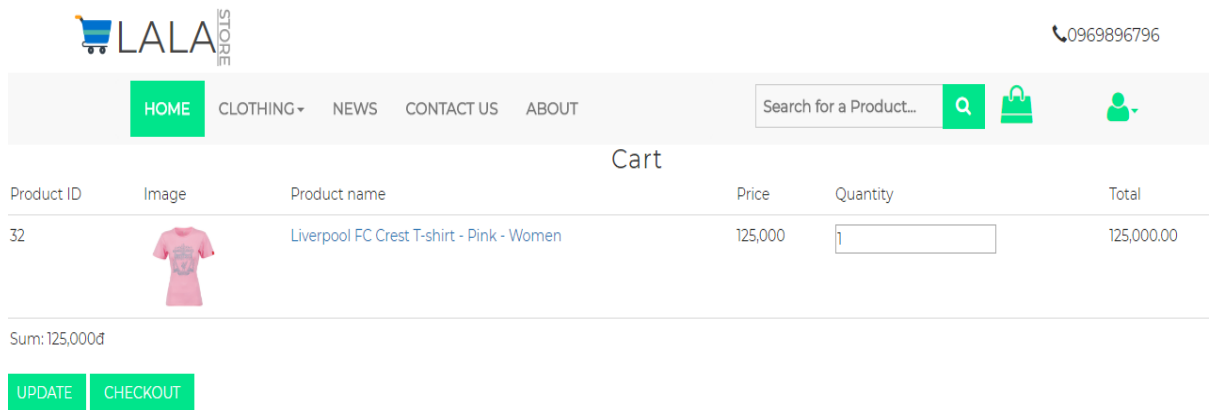 LALA STORE
0969896796
HOME CLOTHING NEWS CONTACT US ABOUT Search for a Product...
Cart
Product ID Image Product name Price Quantity Total
32 Liverpool FC Crest T-shirt - Pink - Women 125,000 1 125,000.00
Sum: 125,000đ
UPDATE CHECKOUT